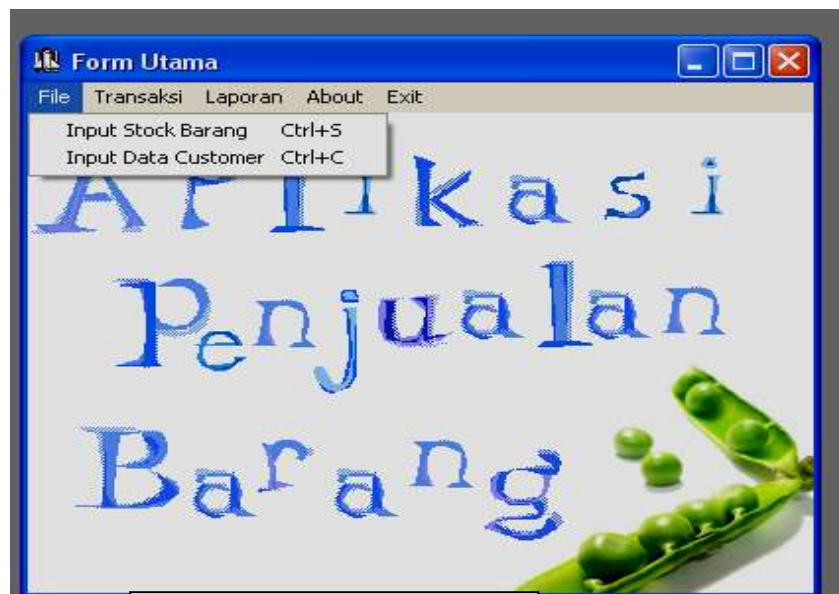 Form Utama
File Transaksi Laporan About Exit
Input Stock Barang Ctrl+S
Input Data Customer Ctrl+C
Aplikasi
Penjualan
Barang